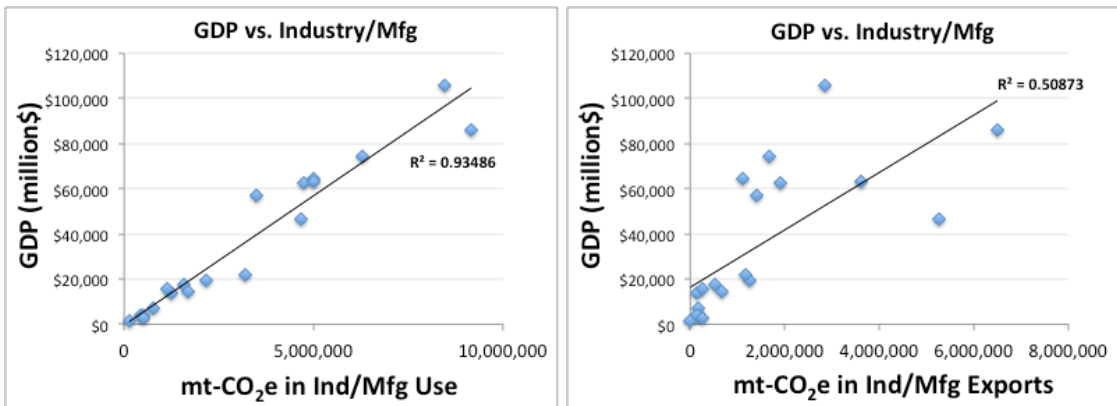 GDP vs. Industry/Mfg
$120,000
$100,000
$80,000
$60,000
$40,000
$20,000
$0
GDP (million$)
R² = 0.93486
0
5,000,000
10,000,000
mt-CO₂e in Ind/Mfg Use
GDP vs. Industry/Mfg
$120,000
$100,000
$80,000
$60,000
$40,000
$20,000
$0
GDP (million$)
R² = 0.50873
0
2,000,000
4,000,000
6,000,000
8,000,000
mt-CO₂e in Ind/Mfg Exports